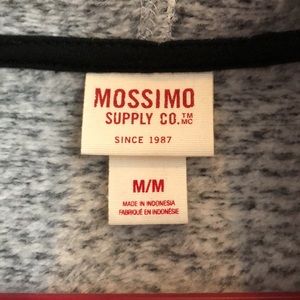 MOSSIMO
SUPPLY CO.™ MC
SINCE 1987
M/M
MADE IN INDONESIA
FABRIQUÉ EN INDONÉSIE